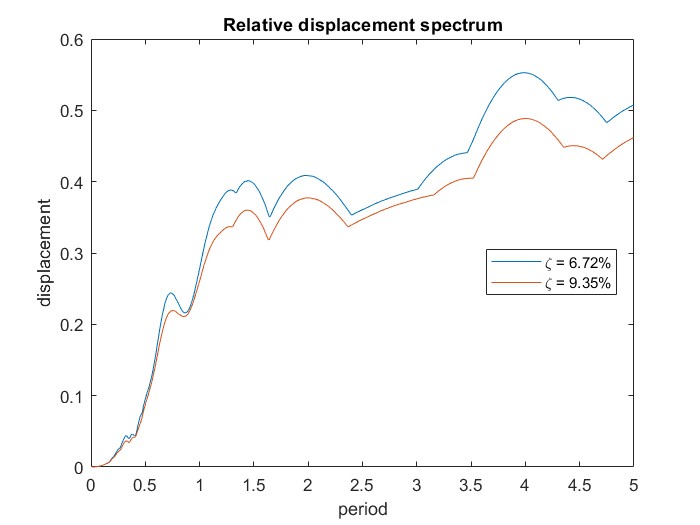 Relative displacement spectrum
0.6
0.5
0.4
0.3
0.2
0.1
0
displacement
ζ = 6.72%
ζ = 9.35%
0 0.5 1 1.5 2 2.5 3 3.5 4 4.5 5
period